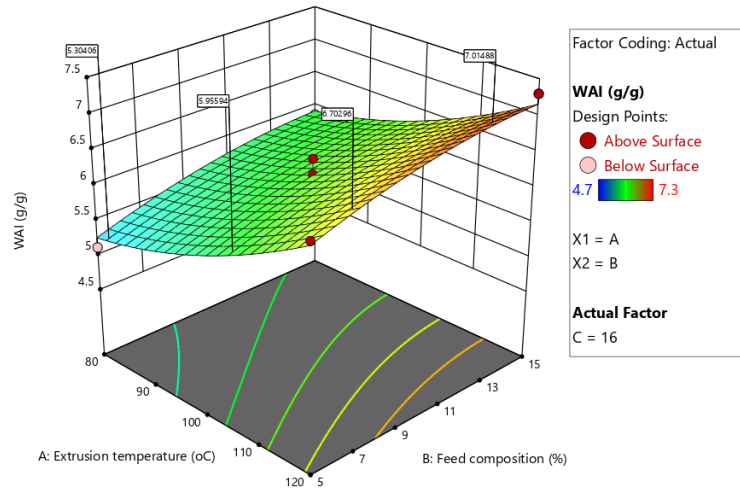 5.30406
7.01488
5.95594
6.70296
7.5
7
6.5
6
5.5
5
4.5
WAI (g/g)
80
90
100
110
120
5
7
9
11
13
15
A: Extrusion temperature (oC)
B: Feed composition (%)
Factor Coding: Actual
WAI (g/g)
Design Points:
Above Surface
Below Surface
4.7 7.3
X1 = A
X2 = B
Actual Factor
C = 16